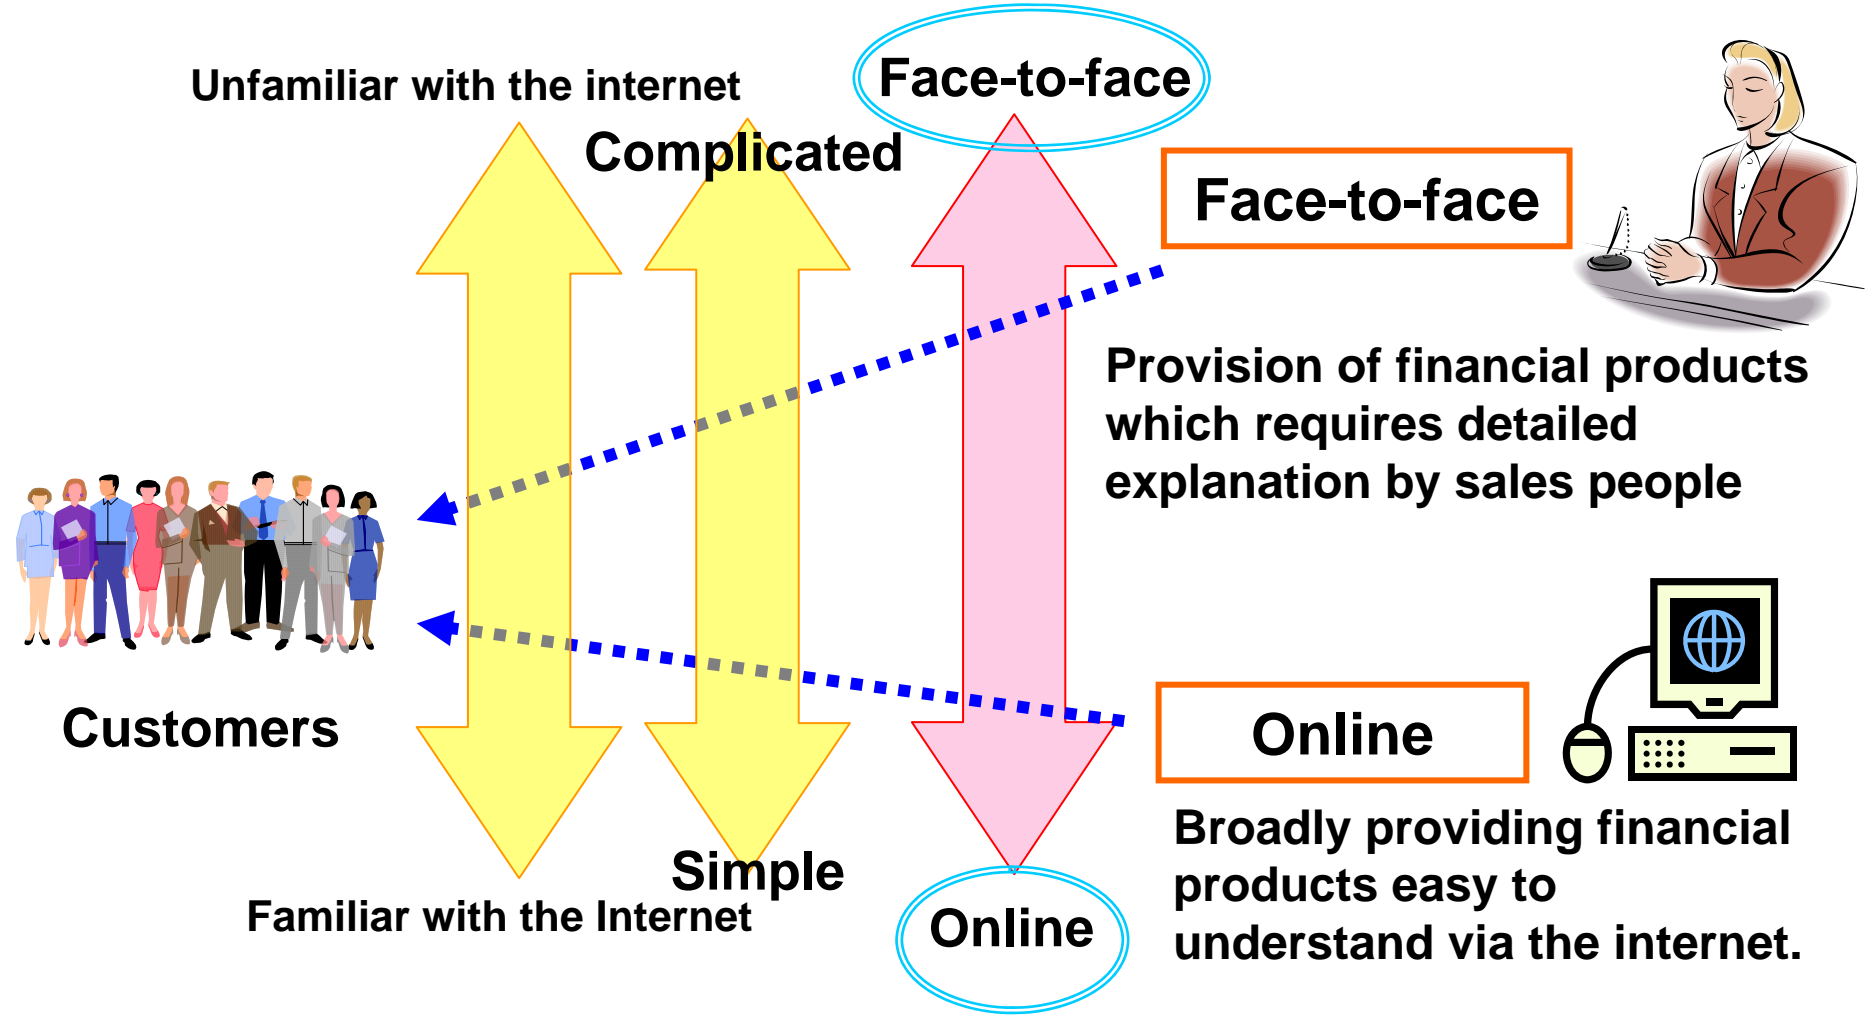 Unfamiliar with the internet
Face-to-face
Complicated
Face-to-face
Provision of financial products
which requires detailed
explanation by sales people
Customers
Online
Broadly providing financial
products easy to
understand via the internet.
Simple
Familiar with the Internet
Online